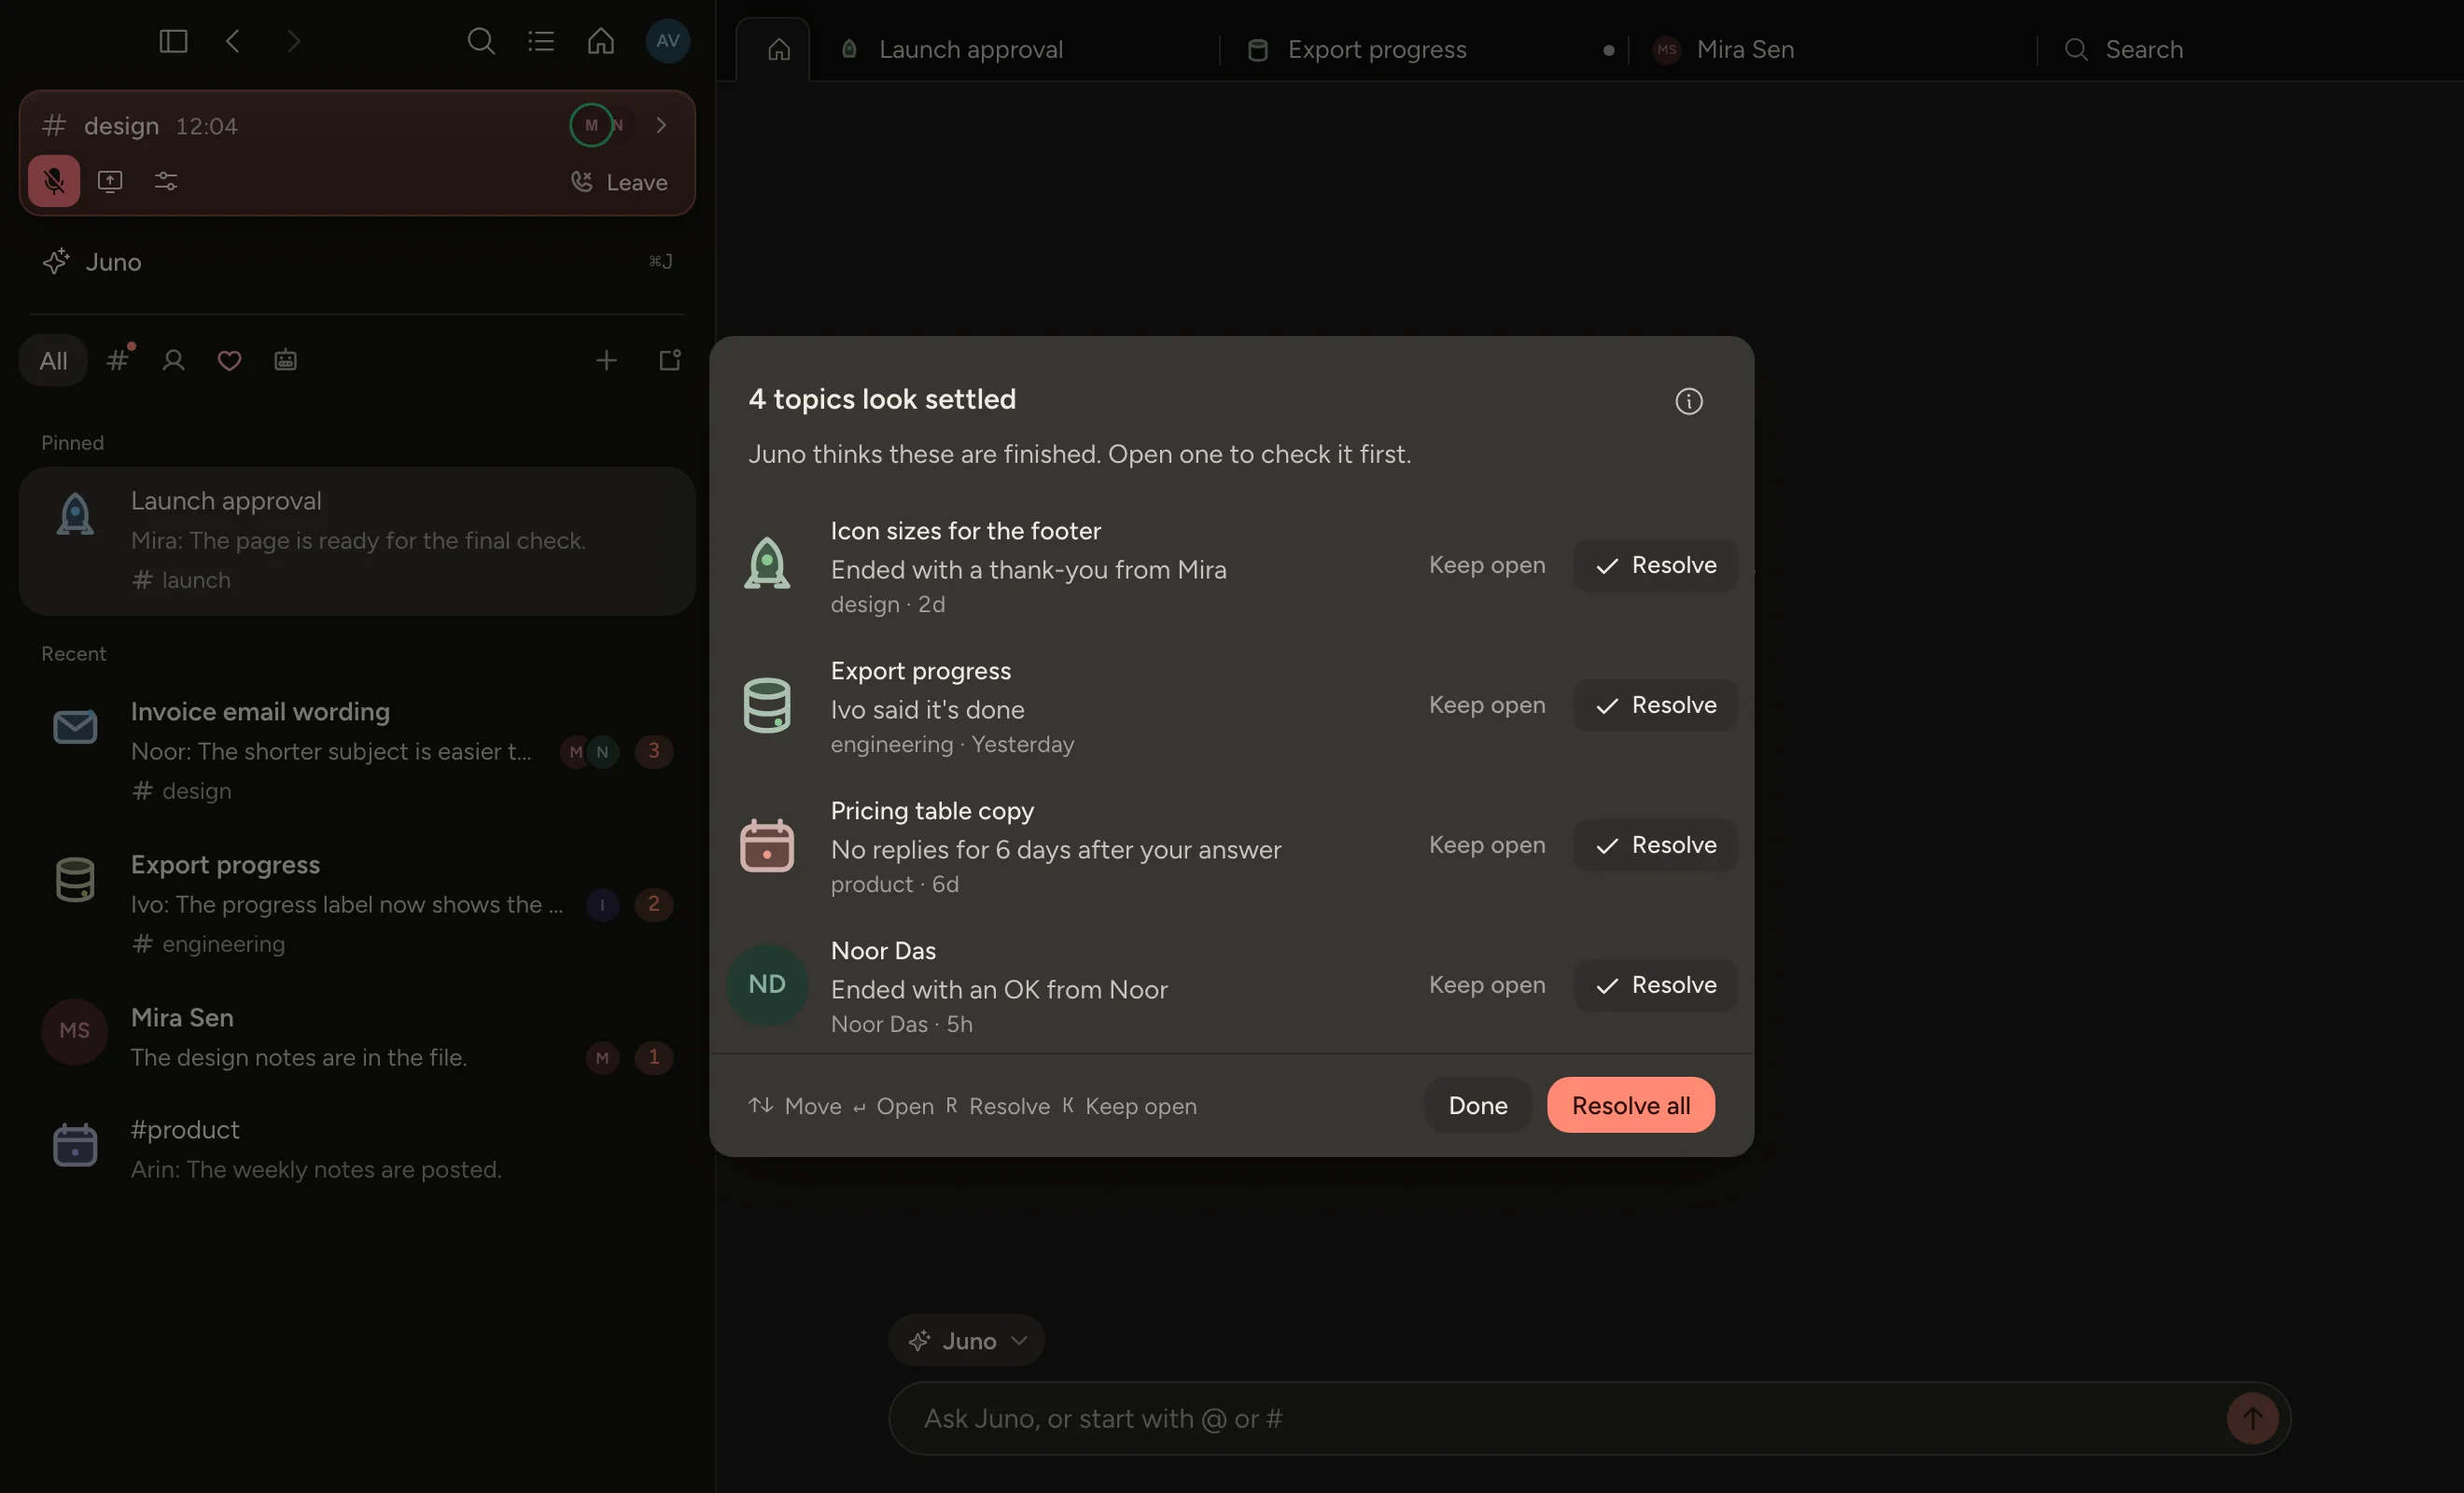 AV
Launch approval
Export progress
MS Mira Sen
Search
# design 12:04
M N
Leave
Juno
⌘J
All
Pinned
Launch approval
Mira: The page is ready for the final check.
# launch
Recent
Invoice email wording
Noor: The shorter subject is easier t...
M N 3
# design
Export progress
Ivo: The progress label now shows the ...
I 2
# engineering
MS
Mira Sen
The design notes are in the file.
M 1
#product
Arin: The weekly notes are posted.
4 topics look settled
Juno thinks these are finished. Open one to check it first.
Icon sizes for the footer
Ended with a thank-you from Mira
design · 2d
Keep open
Resolve
Export progress
Ivo said it's done
engineering · Yesterday
Keep open
Resolve
Pricing table copy
No replies for 6 days after your answer
product · 6d
Keep open
Resolve
ND
Noor Das
Ended with an OK from Noor
Noor Das · 5h
Keep open
Resolve
↑↓ Move ↵ Open R Resolve K Keep open
Done
Resolve all
Juno
Ask Juno, or start with @ or #